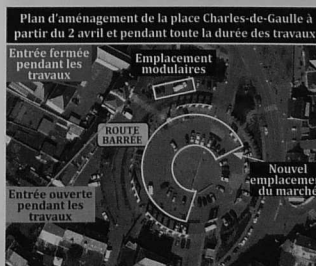 Plan d'aménagement de la place Charles-de-Gaulle à
partir du 2 avril et pendant toute la durée des travaux
Entrée fermée
pendant les
travaux
Emplacement
modulaires
ROUTE
BARRÉE
Nouvel
emplacemen
du marché
Entrée ouverte
pendant les
travaux